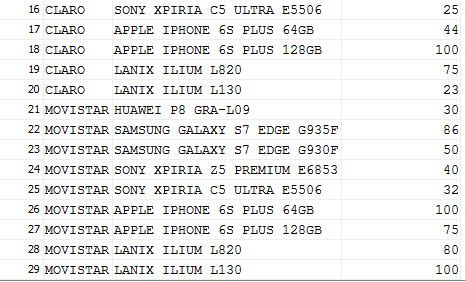 16 CLARO SONY XPIRIA C5 ULTRA E5506 25
17 CLARO APPLE IPHONE 6S PLUS 64GB 44
18 CLARO APPLE IPHONE 6S PLUS 128GB 100
19 CLARO LANIX ILIUM L820 75
20 CLARO LANIX ILIUM L130 23
21 MOVISTAR HUAWEI P8 GRA-L09 30
22 MOVISTAR SAMSUNG GALAXY S7 EDGE G935F 86
23 MOVISTAR SAMSUNG GALAXY S7 EDGE G930F 50
24 MOVISTAR SONY XPIRIA Z5 PREMIUM E6853 40
25 MOVISTAR SONY XPIRIA C5 ULTRA E5506 32
26 MOVISTAR APPLE IPHONE 6S PLUS 64GB 100
27 MOVISTAR APPLE IPHONE 6S PLUS 128GB 75
28 MOVISTAR LANIX ILIUM L820 80
29 MOVISTAR LANIX ILIUM L130 100